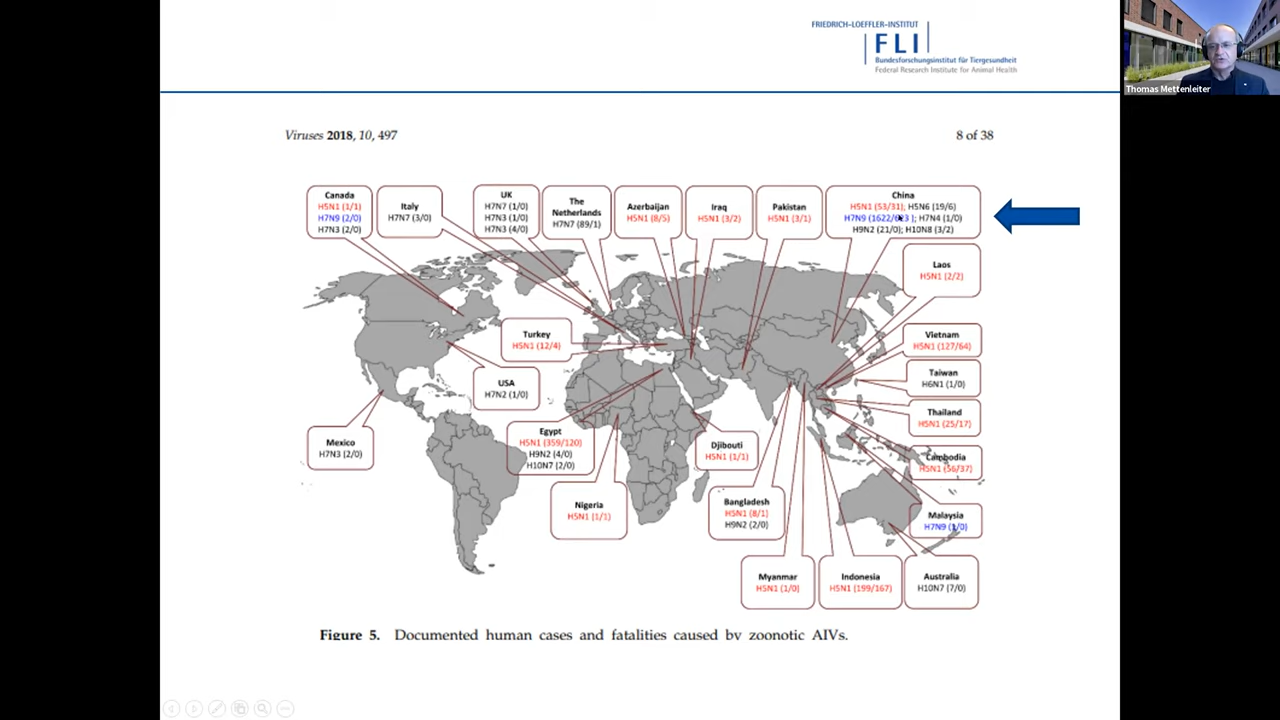 FRIEDRICH-LOEFFLER-INSTITUT
FLI
Bundesforschungsinstitut für Tiergesundheit
Federal Research Institute for Animal Health
Thomas Mettenleiter
Viruses 2018, 10, 497
8 of 38
Canada
H5N1 (1/1)
H7N9 (2/0)
H7N3 (2/0)
Italy
H7N7 (3/0)
UK
H7N7 (1/0)
H7N3 (1/0)
H7N3 (4/0)
The
Netherlands
H7N7 (89/1)
Azerbaijan
H5N1 (8/5)
Iraq
H5N1 (3/2)
Pakistan
H5N1 (3/1)
China
H5N1 (53/31); H5N6 (19/6)
H7N9 (1622/ ); H7N4 (1/0)
H9N2 (21/0); H10N8 (3/2)
Laos
H5N1 (2/2)
Turkey
H5N1 (12/4)
Vietnam
H5N1 (127/64)
USA
H7N2 (1/0)
Taiwan
H6N1 (1/0)
Thailand
H5N1 (25/17)
Mexico
H7N3 (2/0)
Egypt
H5N1 (359/120)
H9N2 (4/0)
H10N7 (2/0)
Djibouti
H5N1 (1/1)
Cambodia
H5N1 (56/37)
Nigeria
H5N1 (1/1)
Bangladesh
H5N1 (8/1)
H9N2 (2/0)
Malaysia
H7N9 (1/0)
Myanmar
H5N1 (1/0)
Indonesia
H5N1 (199/167)
Australia
H10N7 (7/0)
Figure 5. Documented human cases and fatalities caused by zoonotic AIVs.